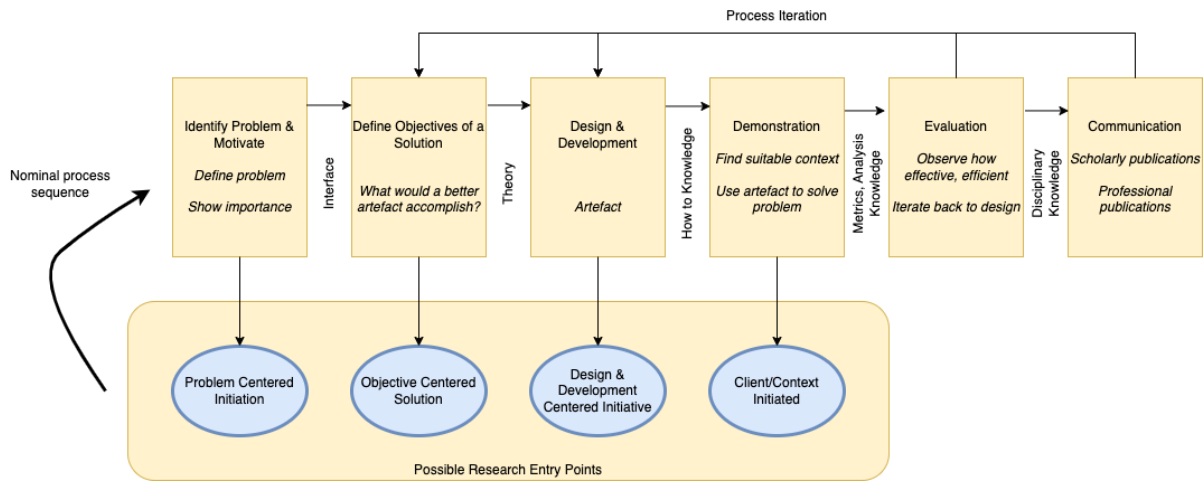 Process Iteration
Identify Problem &
Motivate
Define problem
Show importance
Interface
Define Objectives of a
Solution
What would a better
artefact accomplish?
Theory
Design &
Development
Artefact
How to Knowledge
Demonstration
Find suitable context
Use artefact to solve
problem
Metrics, Analysis
Knowledge
Evaluation
Observe how
effective, efficient
Iterate back to design
Disciplinary
Knowledge
Communication
Scholarly publications
Professional
publications
Nominal process
sequence
Problem Centered
Initiation
Objective Centered
Solution
Design &
Development
Centered Initiative
Client/Context
Initiated
Possible Research Entry Points